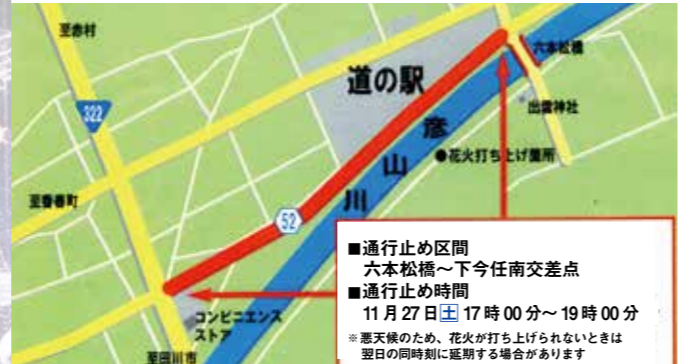 至赤村
六本松橋
道の駅
322
出雲神社
彦山川
●花火打ち上げ箇所
至香春町
52
コンビニエンス
ストア
至田川市
■通行止め区間
六本松橋~下今任南交差点
■通行止め時間
11月27日土17時00分~19時00分
※悪天候のため、花火が打ち上げられないときは
翌日の同時刻に延期する場合があります